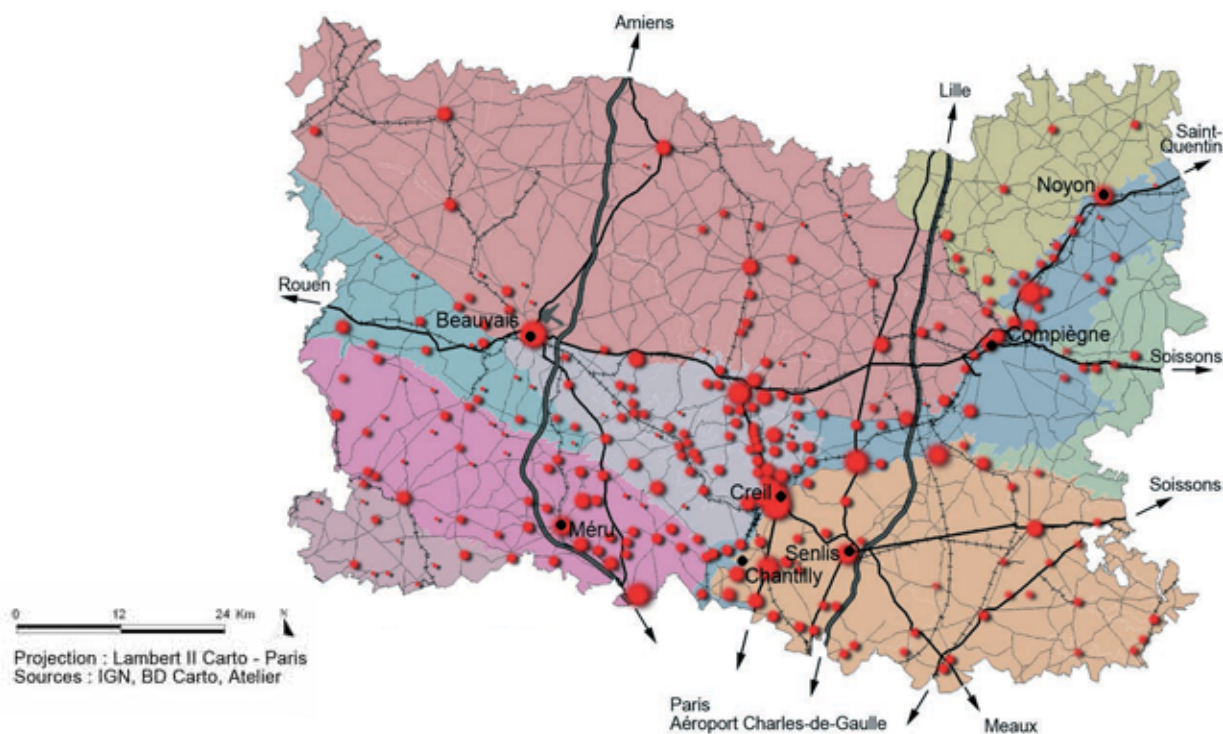 Amiens
Lille
Saint-
Quentin
Noyon
Rouen
Beauvais
Compiègne
Soissons
Creil
Soissons
Méru
Senlis
Chantilly
0 12 24 Km
N
Projection : Lambert II Carto - Paris
Sources : IGN, BD Carto, Atelier
Paris
Aéroport Charles-de-Gaulle
Meaux